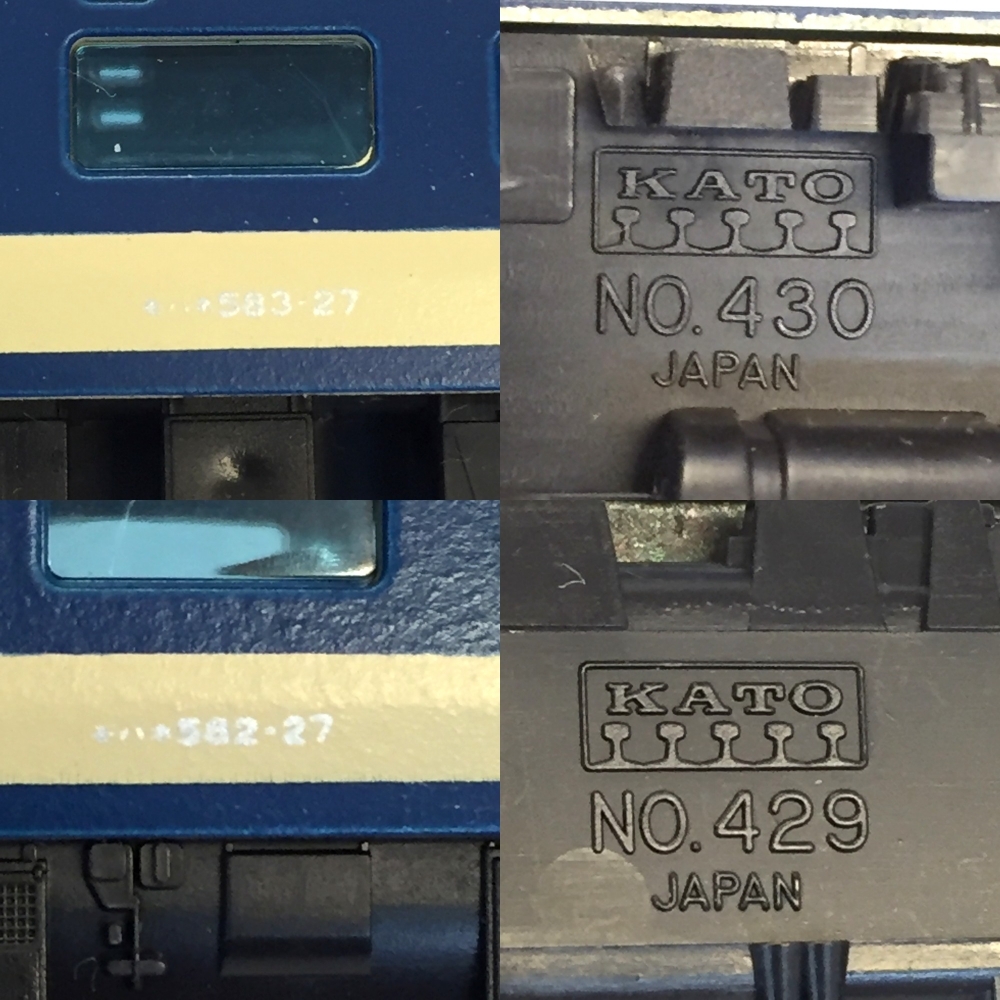 583-27
KATO
NO. 430
JAPAN
582-27
KATO
NO. 429
JAPAN